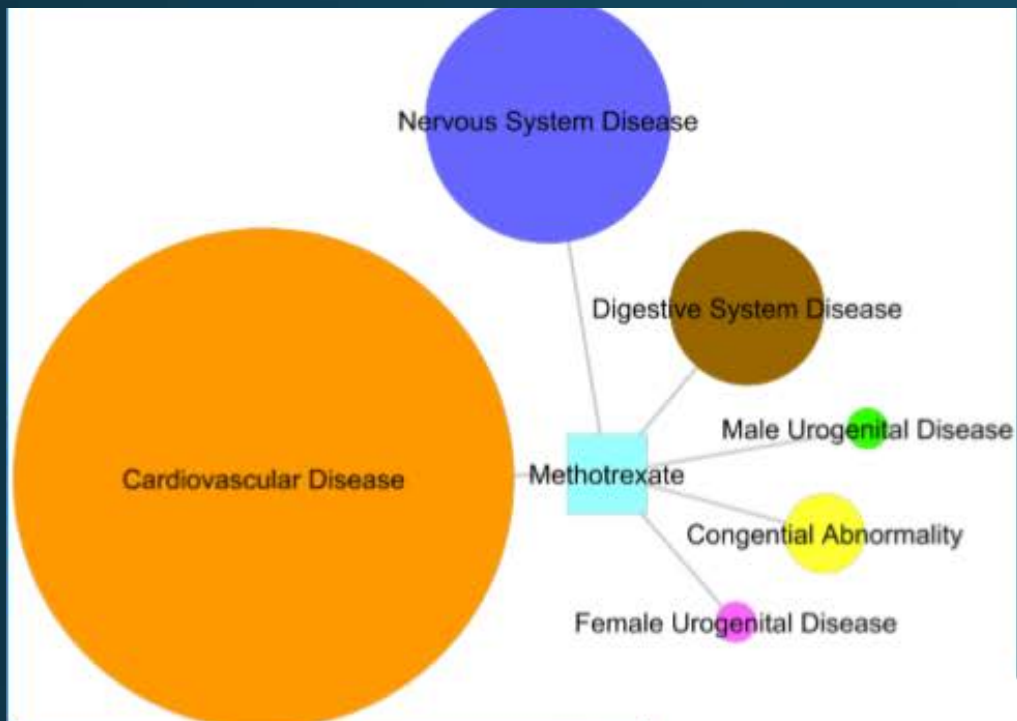 Nervous System Disease
Digestive System Disease
Male Urogenital Disease
Methotrexate
Cardiovascular Disease
Congential Abnormality
Female Urogenital Disease